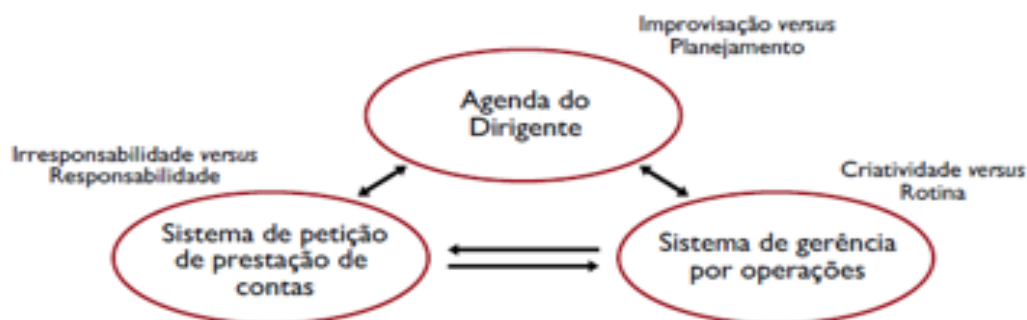 Improvisação versus
Planejamento
Agenda do
Dirigente
Irresponsabilidade versus
Responsabilidade
Criatividade versus
Rotina
Sistema de petição
de prestação de
contas
Sistema de gerência
por operações